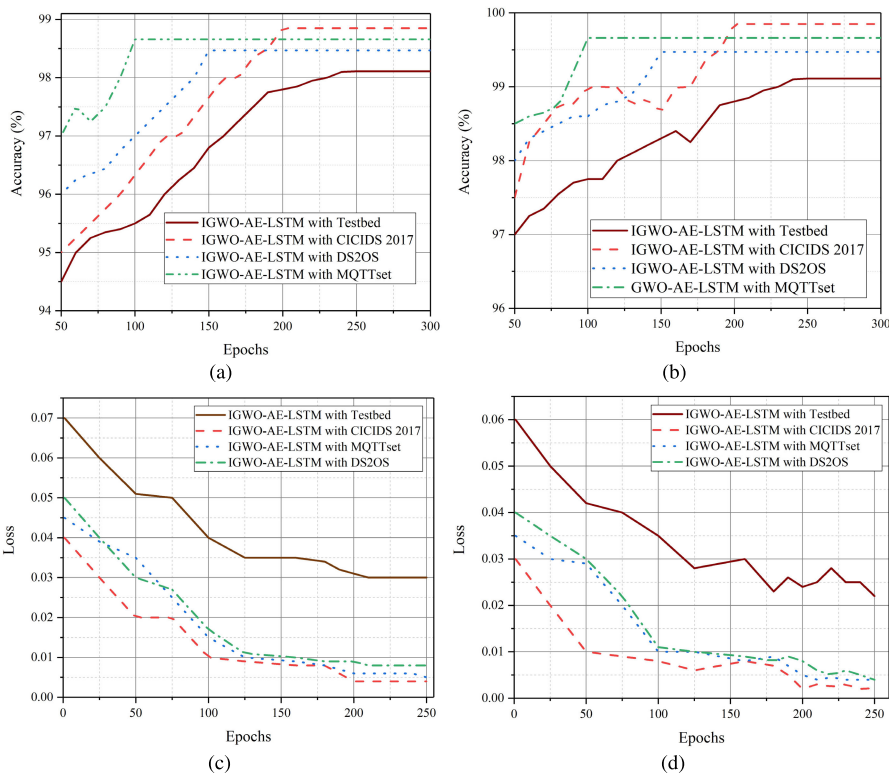 99
98
97
96
95
94
Accuracy (%)
IGWO-AE-LSTM with Testbed
IGWO-AE-LSTM with CICIDS 2017
IGWO-AE-LSTM with DS2OS
IGWO-AE-LSTM with MQTTset
50 100 150 200 250 300
Epochs
(a)
100
99
98
97
96
Accuracy (%)
IGWO-AE-LSTM with Testbed
IGWO-AE-LSTM with CICIDS 2017
IGWO-AE-LSTM with DS2OS
GWO-AE-LSTM with MQTTset
50 100 150 200 250 300
Epochs
(b)
0.07
0.06
0.05
0.04
0.03
0.02
0.01
0.00
Loss
IGWO-AE-LSTM with Testbed
IGWO-AE-LSTM with CICIDS 2017
IGWO-AE-LSTM with MQTTset
IGWO-AE-LSTM with DS2OS
0 50 100 150 200 250
Epochs
(c)
0.06
0.05
0.04
0.03
0.02
0.01
0.00
Loss
IGWO-AE-LSTM with Testbed
IGWO-AE-LSTM with CICIDS 2017
IGWO-AE-LSTM with MQTTset
IGWO-AE-LSTM with DS2OS
0 50 100 150 200 250
Epochs
(d)